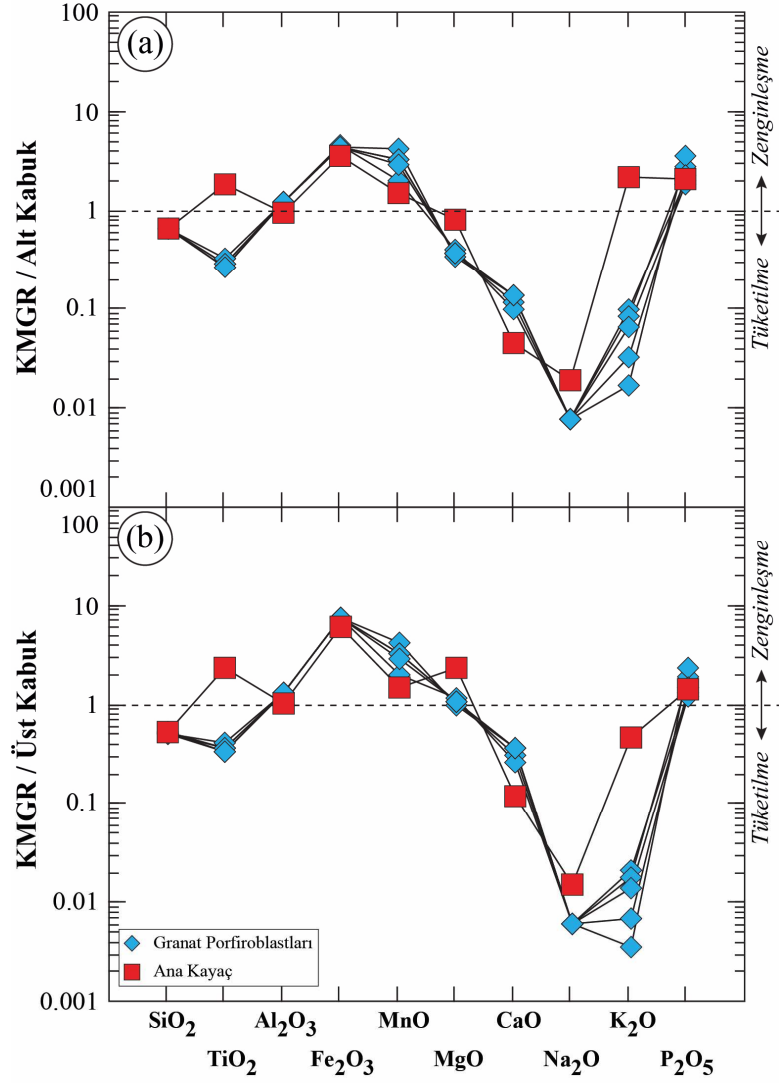 (a)
KMGR / Alt Kabuk
100
10
1
0.1
0.01
0.001
Zenginleşme
Tüketilme
(b)
KMGR / Üst Kabuk
100
10
1
0.1
0.01
0.001
Zenginleşme
Tüketilme
Granat Porfiroblastları
Ana Kayaç
SiO₂ Al₂O₃ MnO CaO K₂O
TiO₂ Fe₂O₃ MgO Na₂O P₂O₅